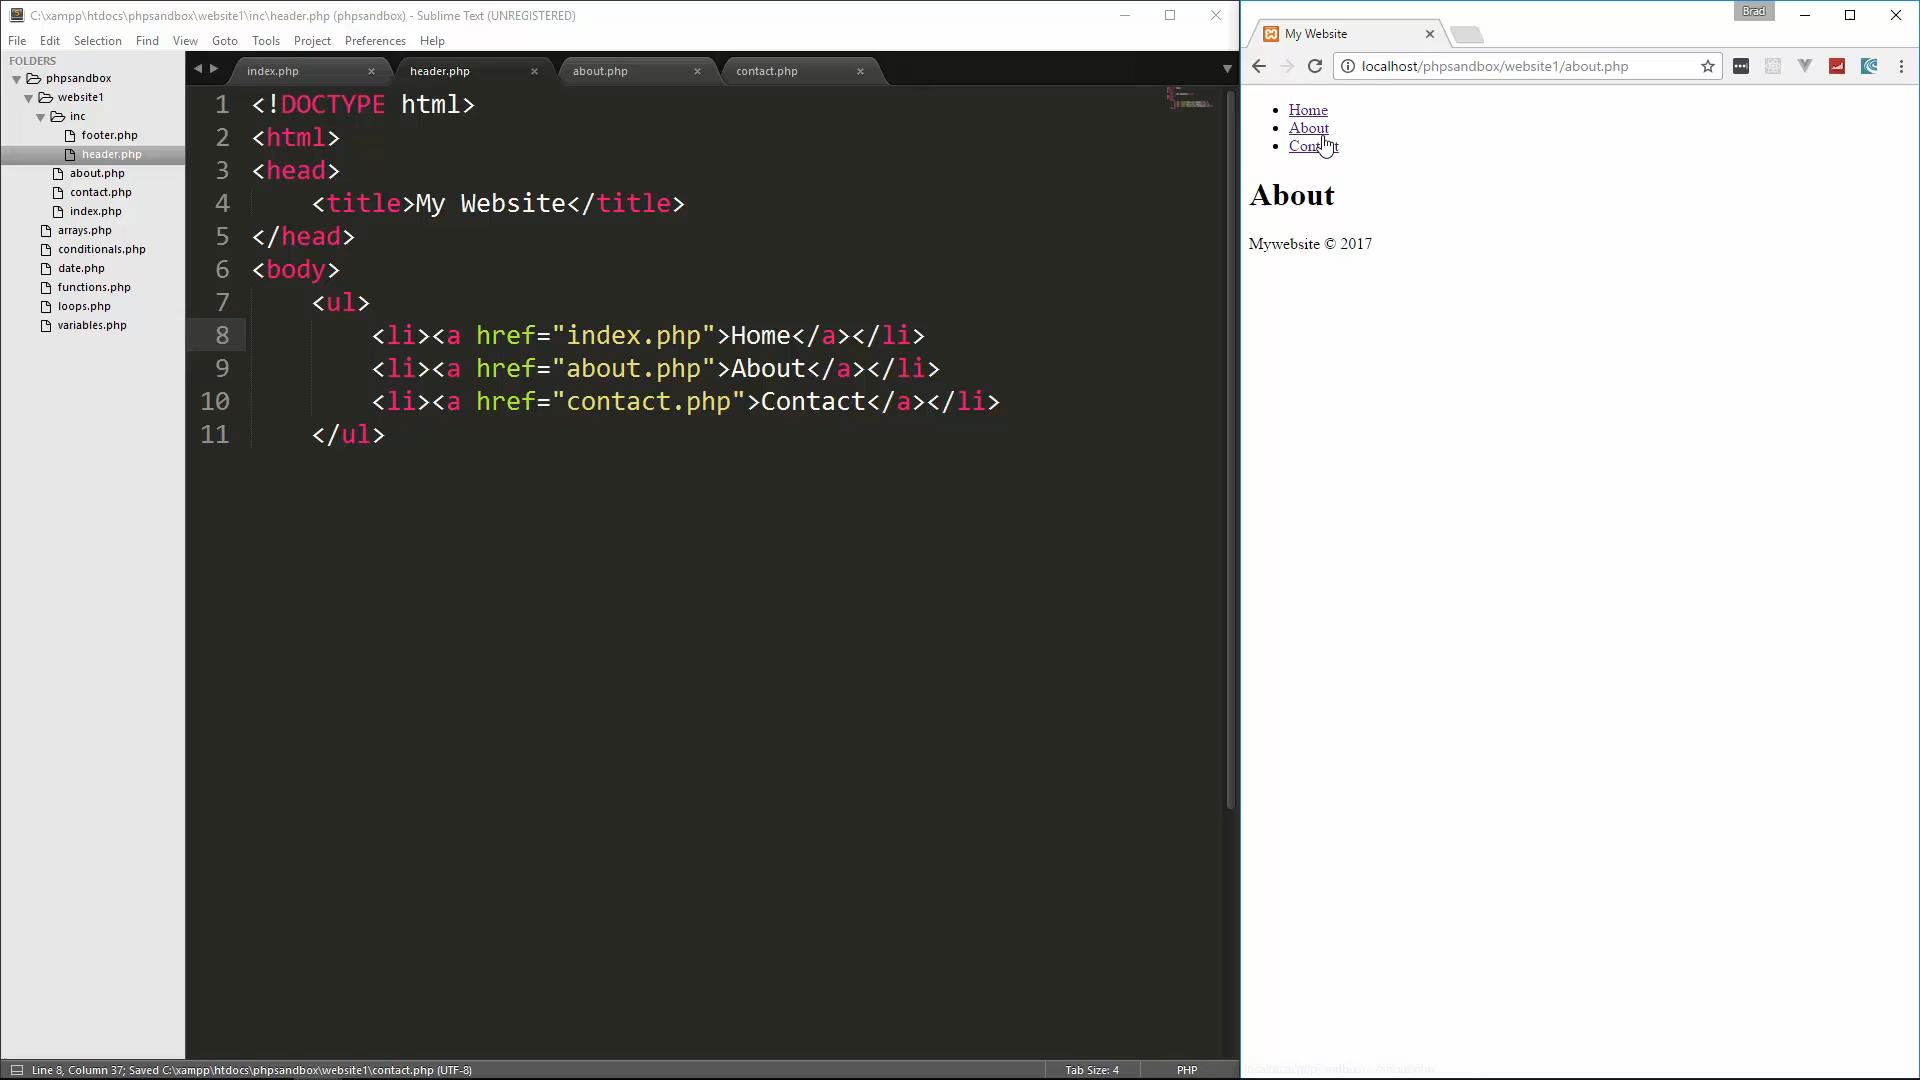 C:\xampp\htdocs\phpsandbox\website1\inc\header.php (phpsandbox) - Sublime Text (UNREGISTERED)
File Edit Selection Find View Goto Tools Project Preferences Help
FOLDERS
phpsandbox
website1
inc
footer.php
header.php
about.php
contact.php
index.php
arrays.php
conditionals.php
date.php
functions.php
loops.php
variables.php
index.php header.php about.php contact.php
1 <!DOCTYPE html>
2 <html>
3 <head>
4 <title>My Website</title>
5 </head>
6 <body>
7 <ul>
8 <li><a href="index.php">Home</a></li>
9 <li><a href="about.php">About</a></li>
10 <li><a href="contact.php">Contact</a></li>
11 </ul>
Line 8, Column 37; Saved C:\xampp\htdocs\phpsandbox\website1\contact.php (UTF-8) Tab Size: 4 PHP
Brad
My Website
localhost/phpsandbox/website1/about.php
Home
About
Contact
About
Mywebsite © 2017